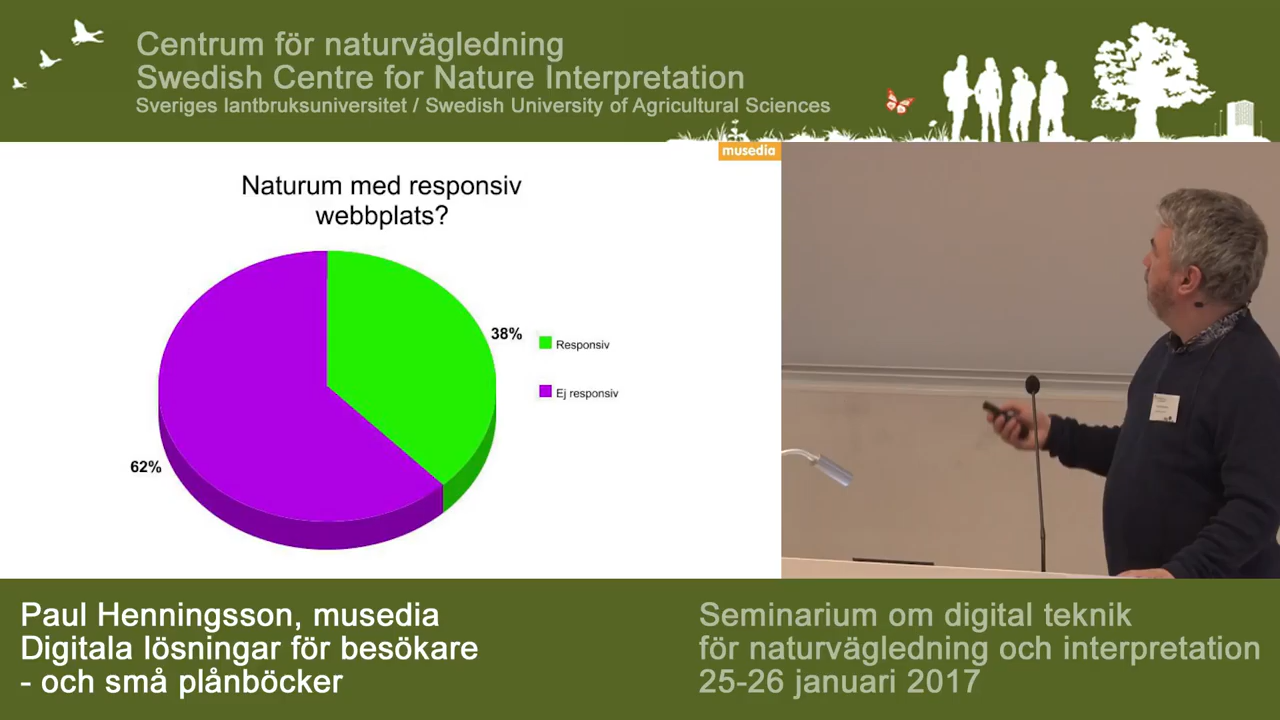 Centrum för naturvägledning
Swedish Centre for Nature Interpretation
Sveriges lantbruksuniversitet / Swedish University of Agricultural Sciences
musedia
Naturum med responsiv
webbplats?
38%
Responsiv
Ej responsiv
62%
Paul Henningsson, musedia
Digitala lösningar för besökare
- och små plånböcker
Seminarium om digital teknik
för naturvägledning och interpretation
25-26 januari 2017